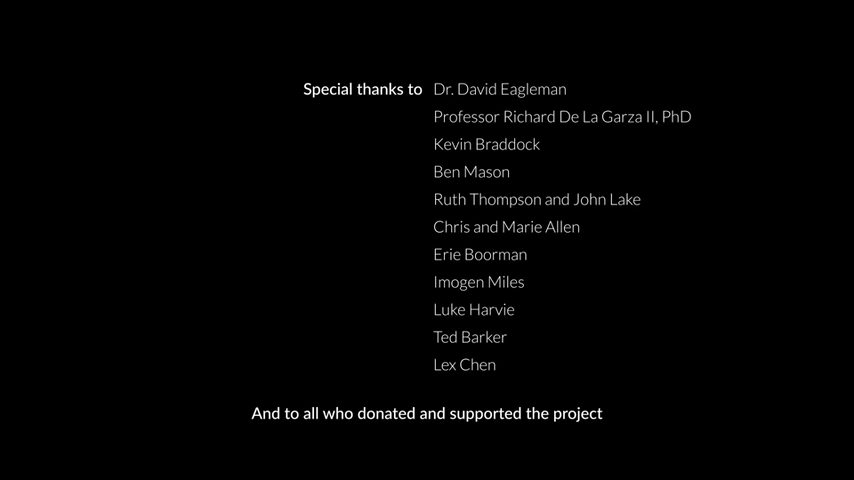 Special thanks to Dr. David Eagleman
Professor Richard De La Garza II, PhD
Kevin Braddock
Ben Mason
Ruth Thompson and John Lake
Chris and Marie Allen
Erie Boorman
Imogen Miles
Luke Harvie
Ted Barker
Lex Chen
And to all who donated and supported the project